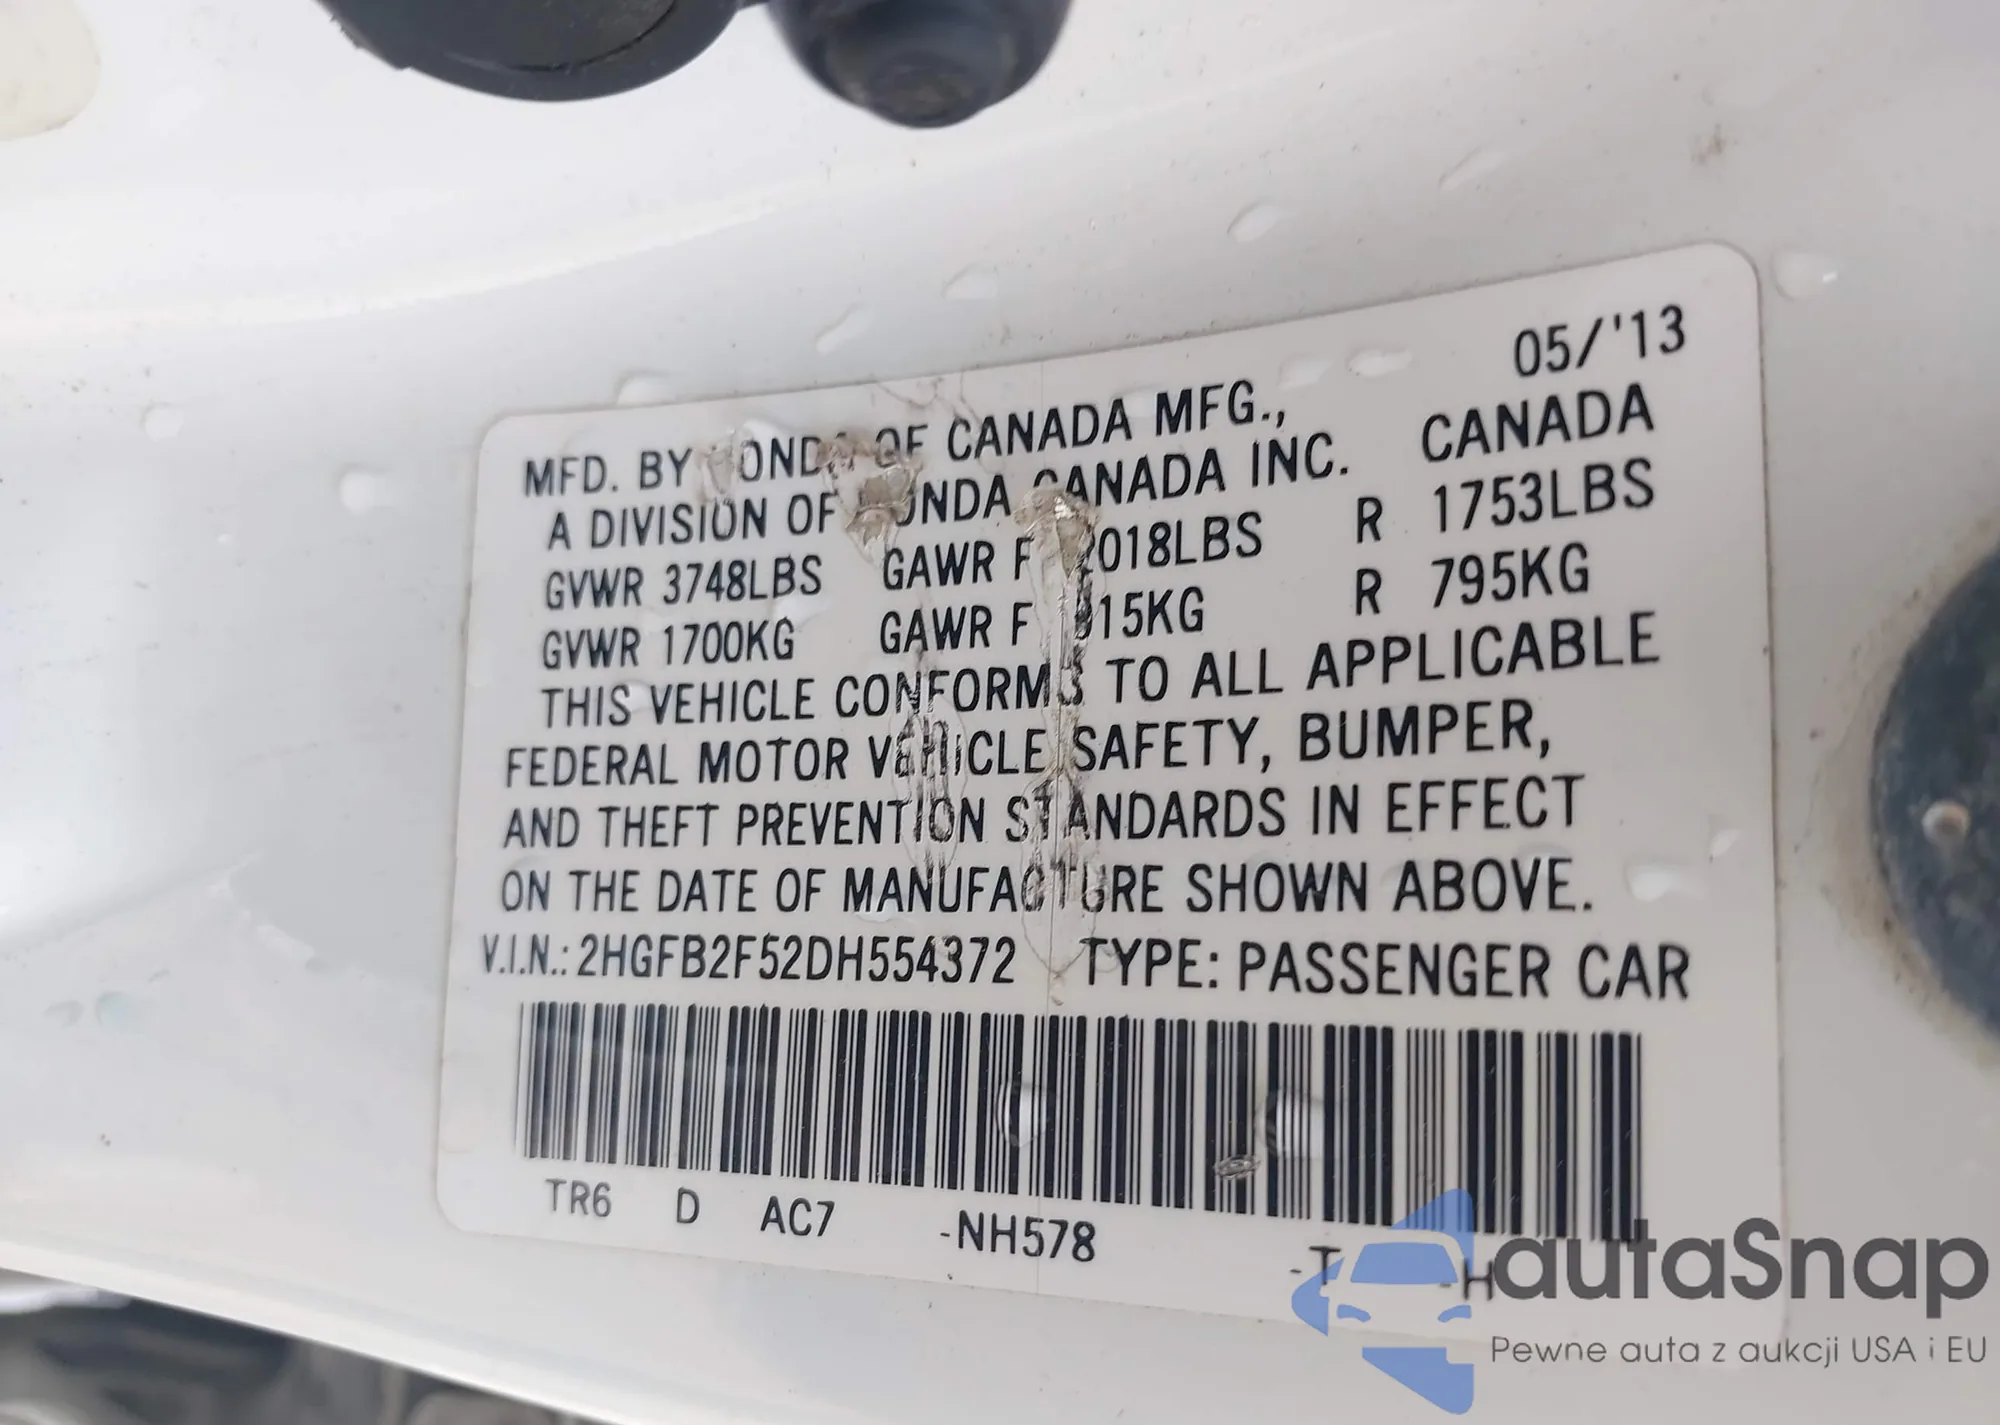 05/'13
MFD. BY HONDA OF CANADA MFG.,
A DIVISION OF HONDA CANADA INC. CANADA
GVWR 3748LBS GAWR F 2018LBS R 1753LBS
GVWR 1700KG GAWR F 915KG R 795KG
THIS VEHICLE CONFORMS TO ALL APPLICABLE
FEDERAL MOTOR VEHICLE SAFETY, BUMPER,
AND THEFT PREVENTION STANDARDS IN EFFECT
ON THE DATE OF MANUFACTURE SHOWN ABOVE.
V.I.N.: 2HGFB2F52DH554372 TYPE: PASSENGER CAR
TR6 D AC7 -NH578 -T -H
autaSnap
Pewne auta z aukcji USA i EU